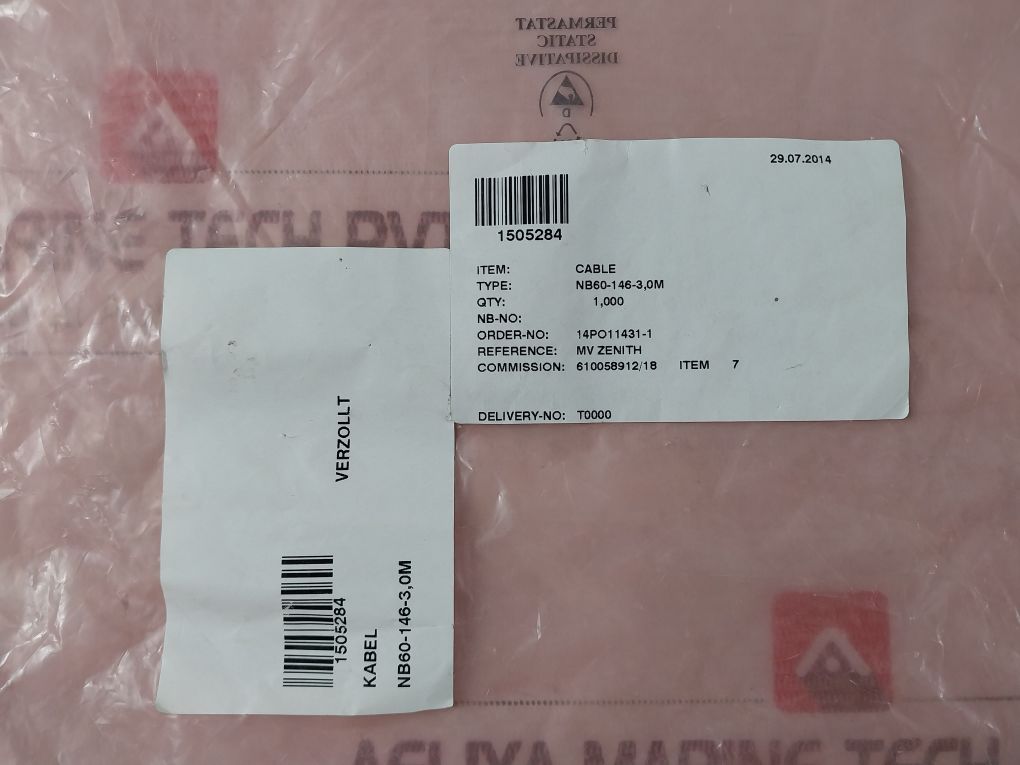 PERMASTAT
STATIC
DISSIPATIVE
D
29.07.2014
1505284
ITEM: CABLE
TYPE: NB60-146-3,0M
QTY: 1,000
NB-NO:
ORDER-NO: 14PO11431-1
REFERENCE: MV ZENITH
COMMISSION: 610058912/18 ITEM 7
DELIVERY-NO: T0000
VERZOLLT
1505284
KABEL
NB60-146-3,0M
TECH
TECH